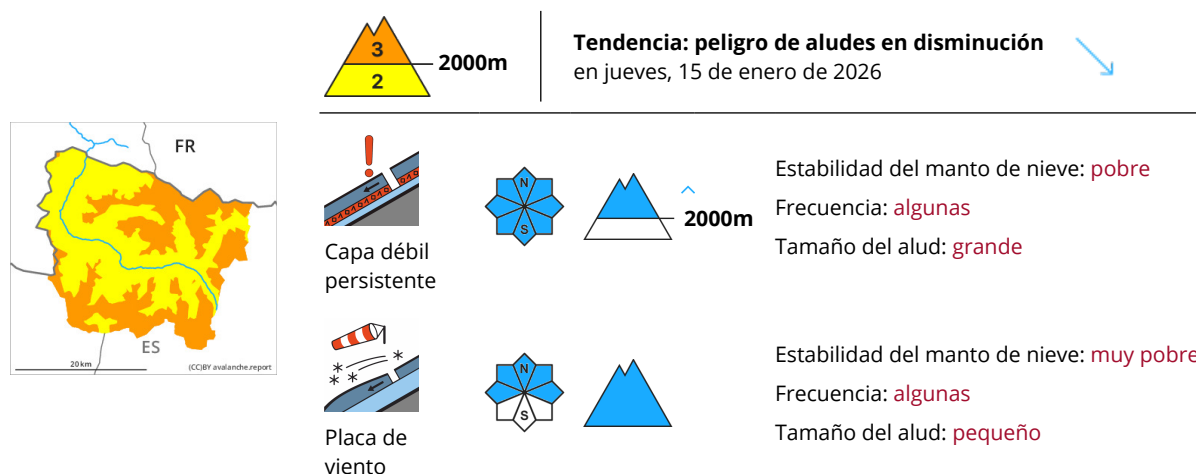 3
2000m
2
Tendencia: peligro de aludes en disminución
en jueves, 15 de enero de 2026
FR
ES
20 km
(CC)BY avalanche.report
Capa débil
persistente
N
S
2000m
Estabilidad del manto de nieve: pobre
Frecuencia: algunas
Tamaño del alud: grande
Placa de
viento
N
S
Estabilidad del manto de nieve: muy pobre
Frecuencia: algunas
Tamaño del alud: pequeño